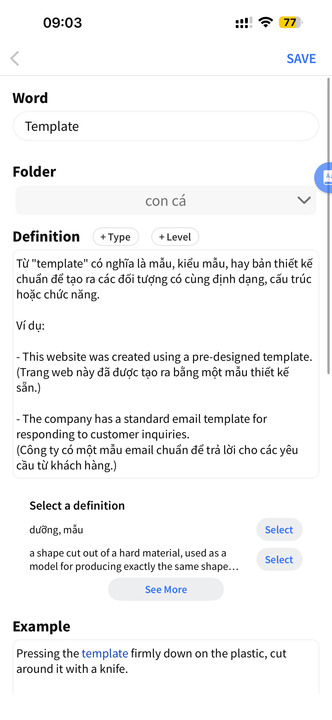 09:03
77
SAVE
Word
Template
Folder
con cá
Definition + Type + Level
Từ "template" có nghĩa là mẫu, kiểu mẫu, hay bản thiết kế
chuẩn để tạo ra các đối tượng có cùng định dạng, cấu trúc
hoặc chức năng.
Ví dụ:
- This website was created using a pre-designed template.
(Trang web này đã được tạo ra bằng một mẫu thiết kế
sẵn.)
- The company has a standard email template for
responding to customer inquiries.
(Công ty có một mẫu email chuẩn để trả lời cho các yêu
cầu từ khách hàng.)
Select a definition
dưỡng, mẫu Select
a shape cut out of a hard material, used as a
model for producing exactly the same shape… Select
See More
Example
Pressing the template firmly down on the plastic, cut
around it with a knife.